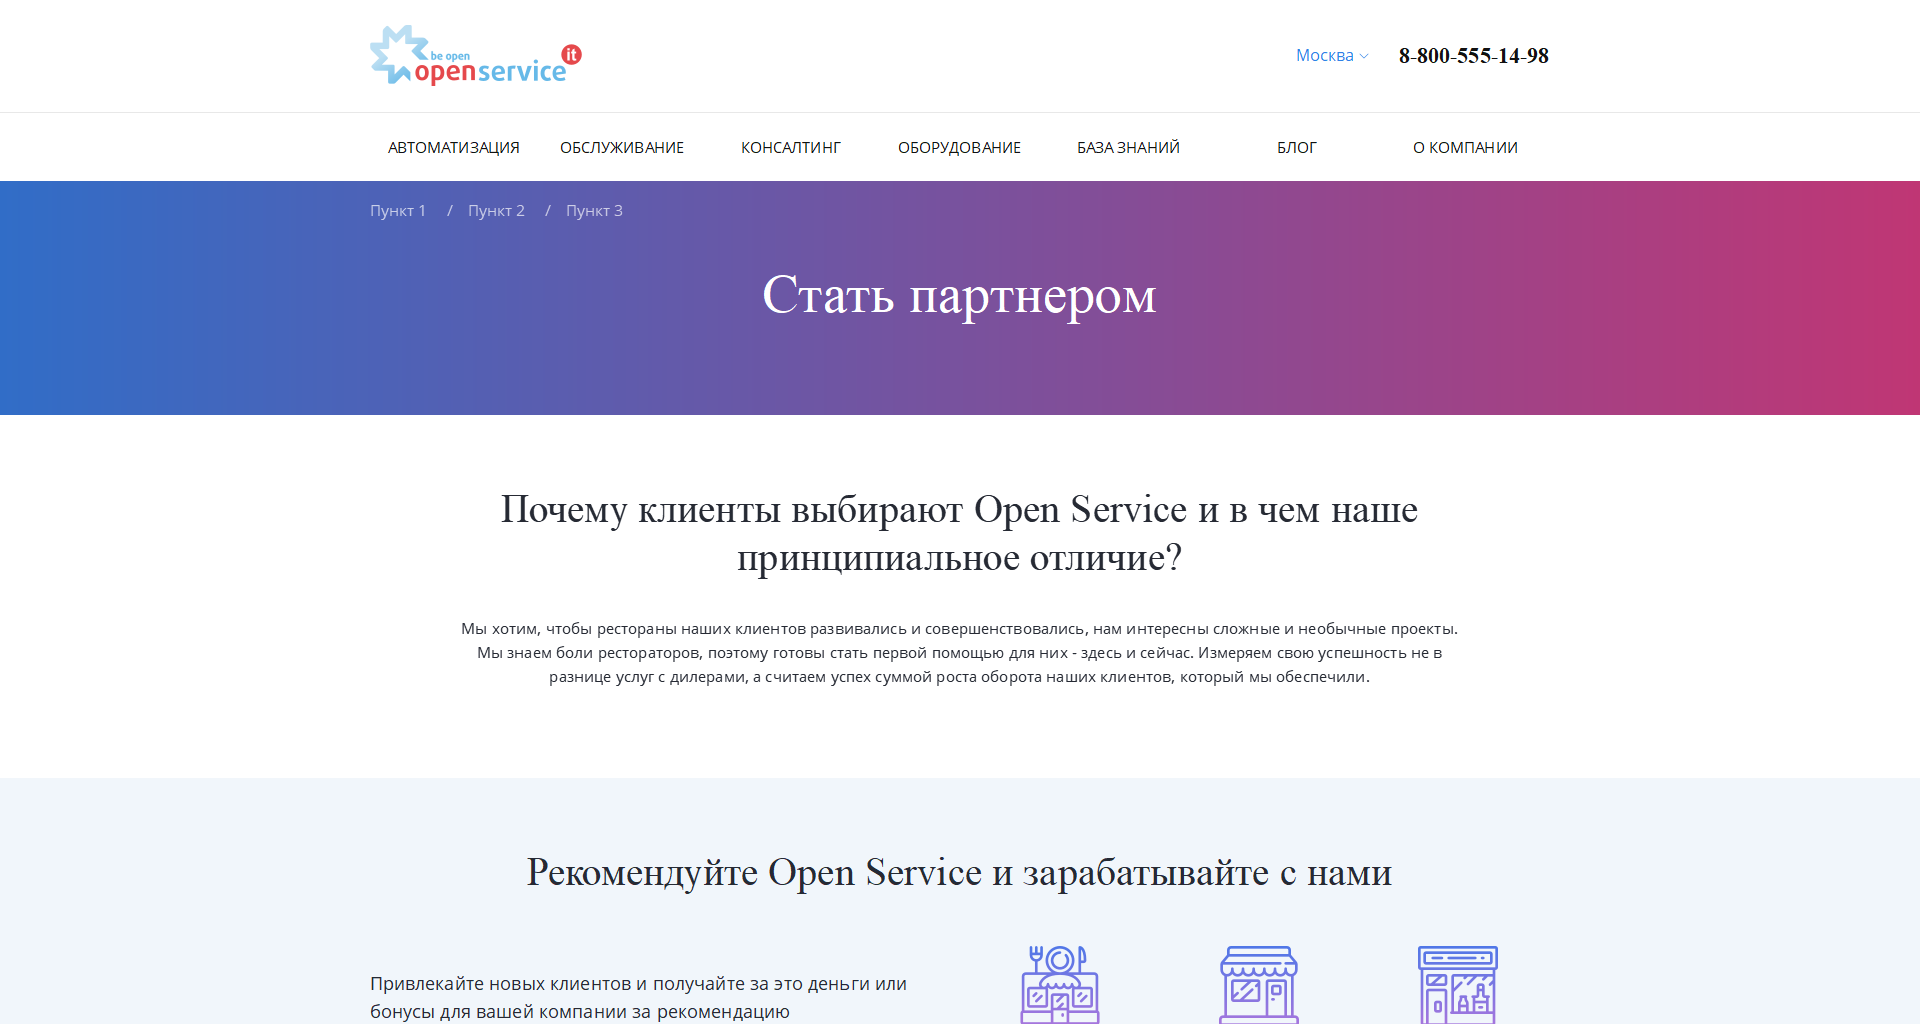 be open
openservice it
Москва
8-800-555-14-98
АВТОМАТИЗАЦИЯ ОБСЛУЖИВАНИЕ КОНСАЛТИНГ ОБОРУДОВАНИЕ БАЗА ЗНАНИЙ БЛОГ О КОМПАНИИ
Пункт 1 / Пункт 2 / Пункт 3
Стать партнером
Почему клиенты выбирают Open Service и в чем наше
принципиальное отличие?
Мы хотим, чтобы рестораны наших клиентов развивались и совершенствовались, нам интересны сложные и необычные проекты.
Мы знаем боли рестораторов, поэтому готовы стать первой помощью для них - здесь и сейчас. Измеряем свою успешность не в
разнице услуг с дилерами, а считаем успех суммой роста оборота наших клиентов, который мы обеспечили.
Рекомендуйте Open Service и зарабатывайте с нами
Привлекайте новых клиентов и получайте за это деньги или
бонусы для вашей компании за рекомендацию